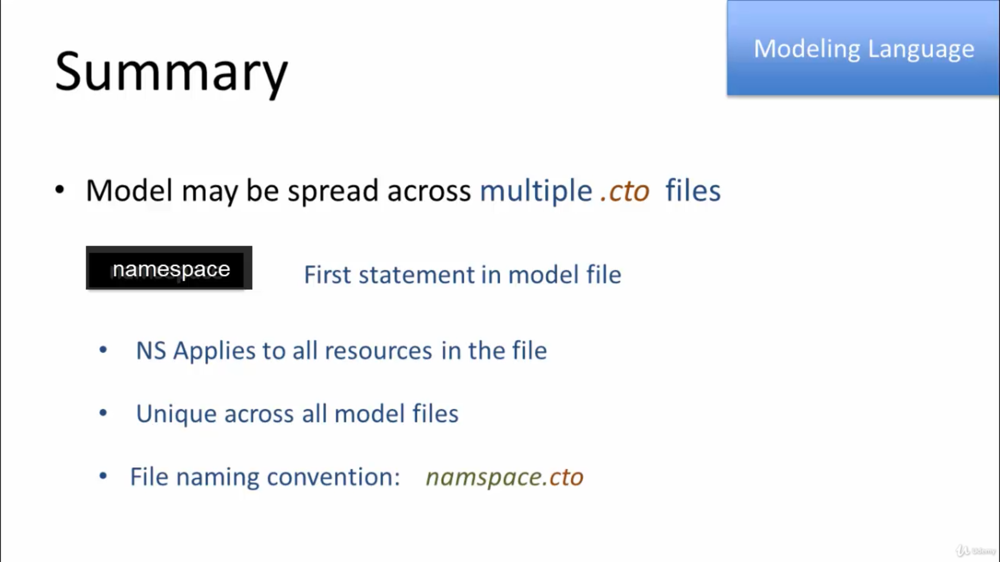 Modeling Language
Summary
• Model may be spread across multiple .cto files
namespace First statement in model file
• NS Applies to all resources in the file
• Unique across all model files
• File naming convention: namspace.cto
Udemy